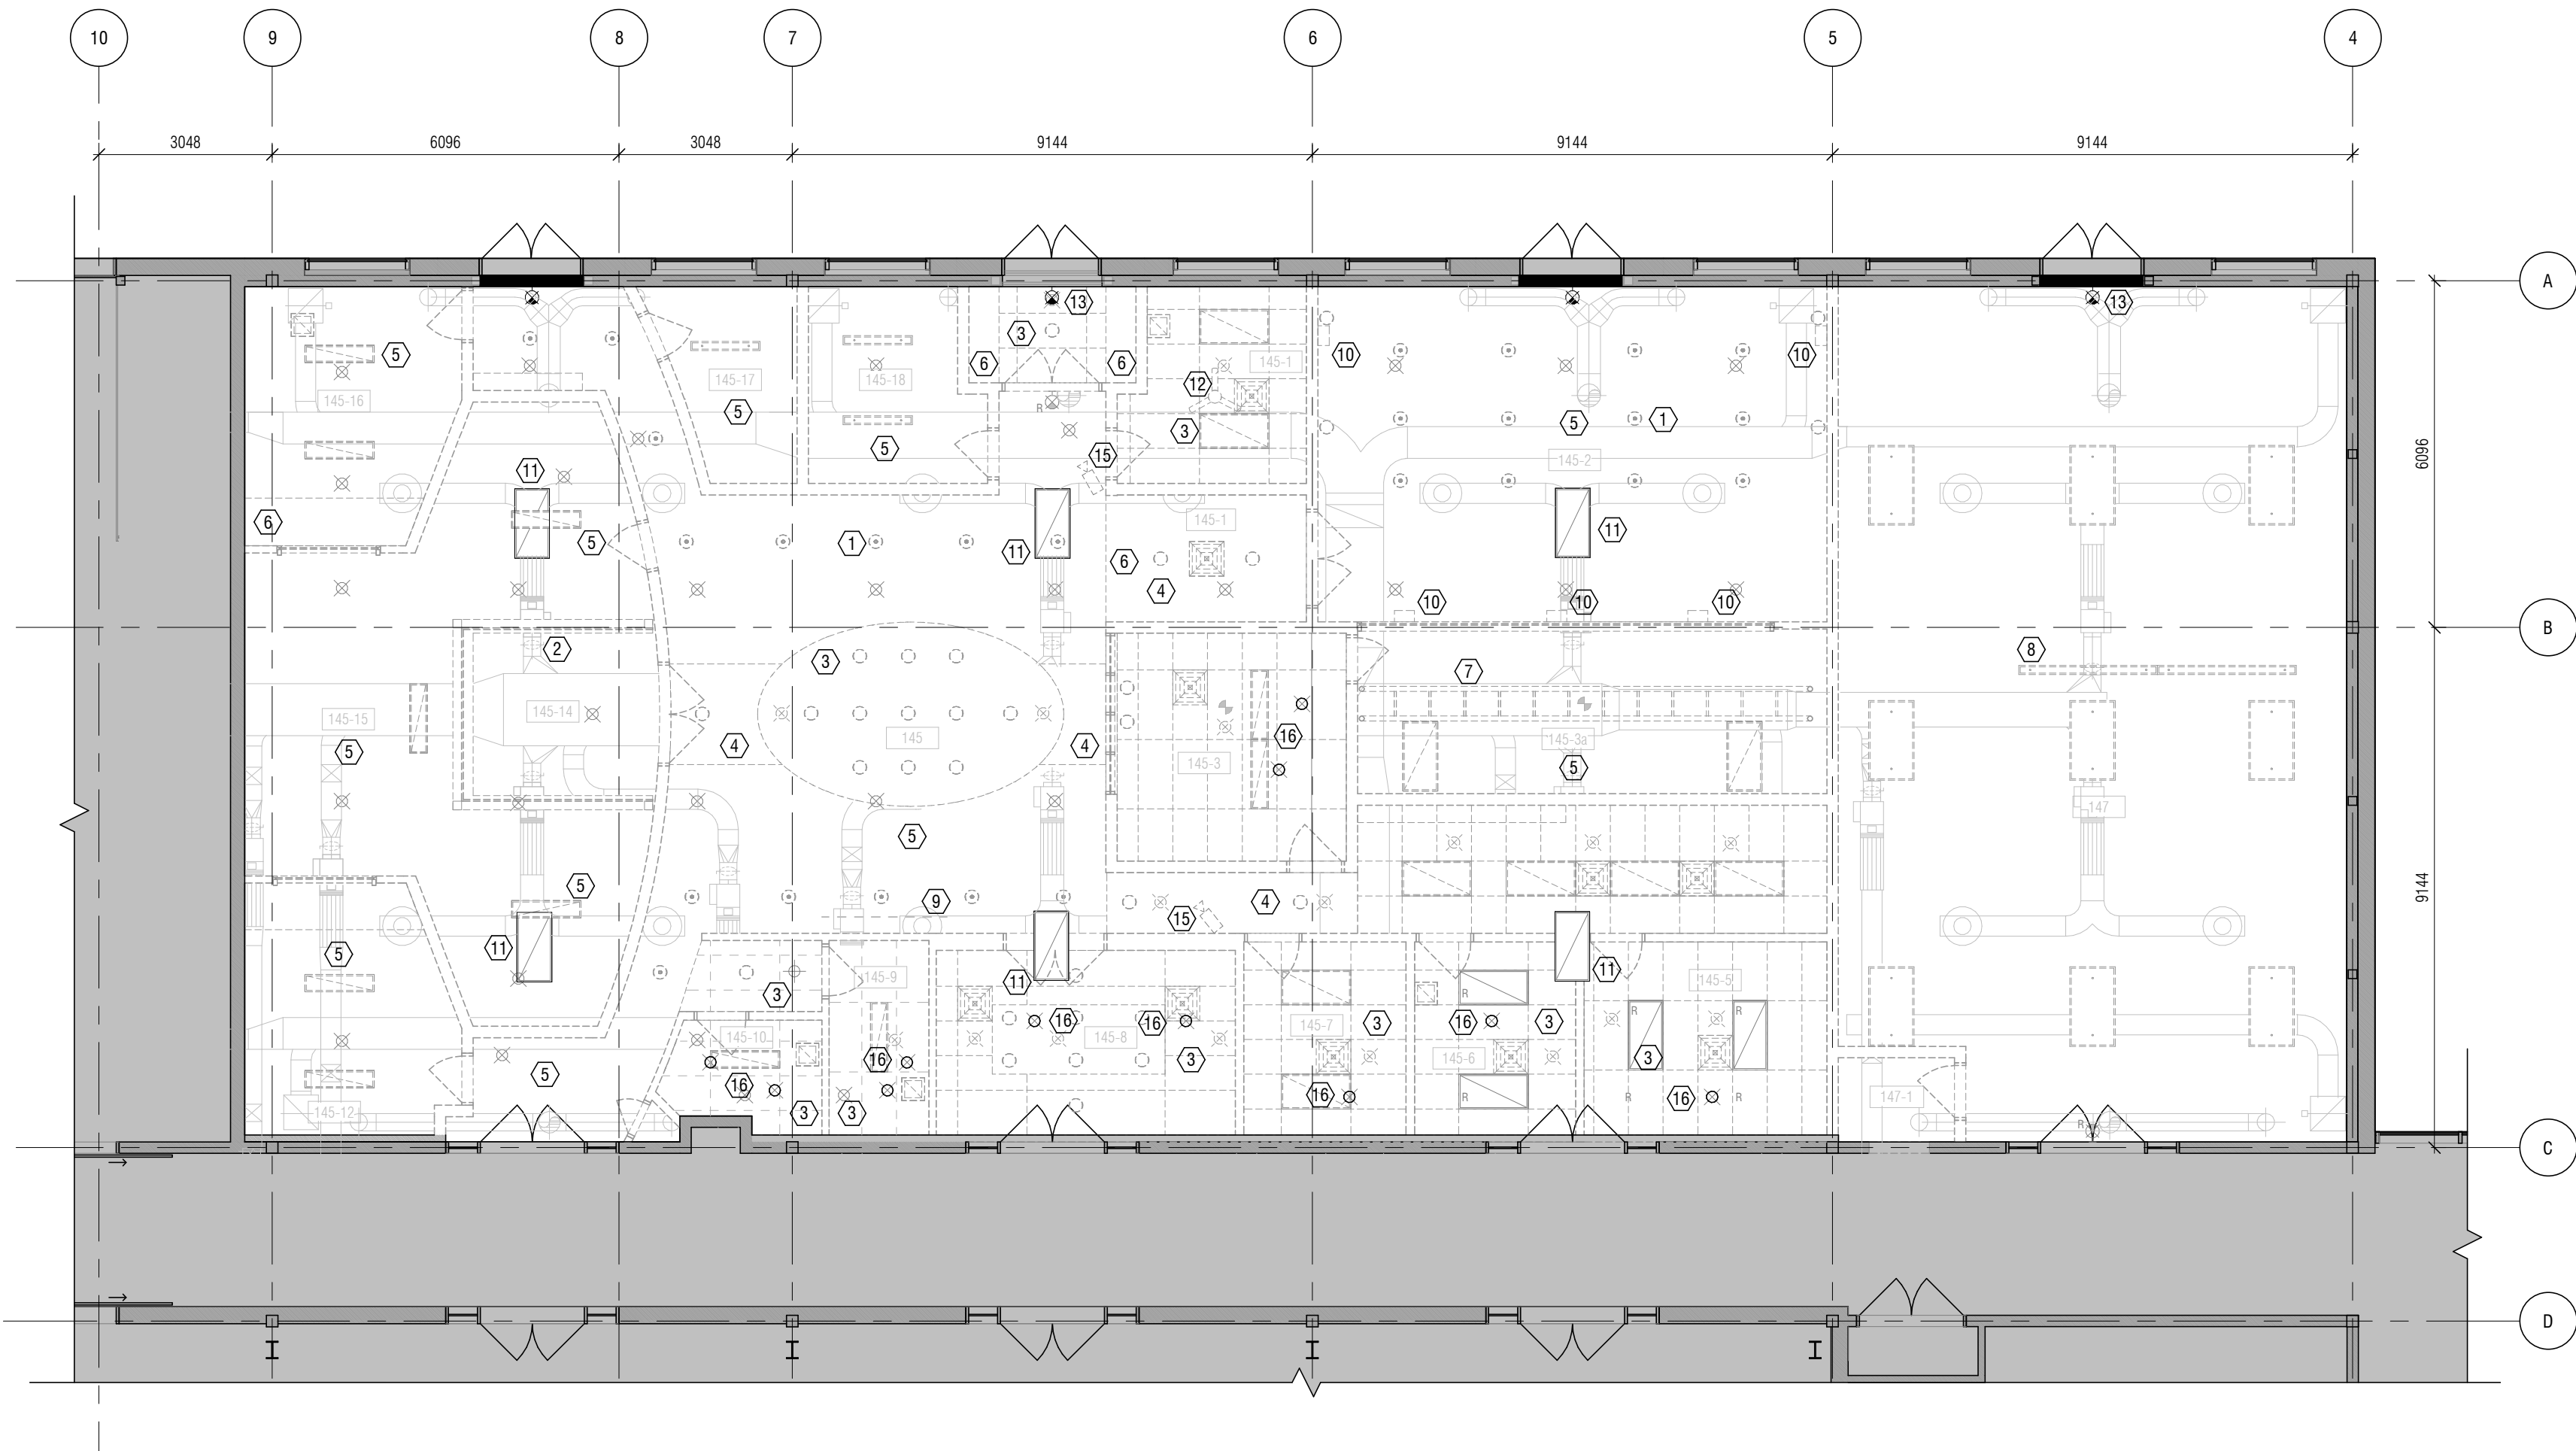 10 9 8 7 6 5 4
3048 6096 3048 9144 9144 9144
A
13 13
3
5 6 6 10 10
145-16 145-17 145-18 145-1
12
5 R 5 1
3
5 15 145-2
6096
11
6 145-1
5 1 11 11
6
4
10 10 10
B
2 3 8
7
145-15 145-14 145 16 145-3a
5 4 4 145-3 5
147
5
5 9 4
15
5 11 11 11
145-9 145-5
3 R
9144
R R
16 16 145-7 3 16 3
145-10 145-8 145-6 3
16 3
5 16 16 R R 16 R
147-1
145-12 3 3
R
C
D